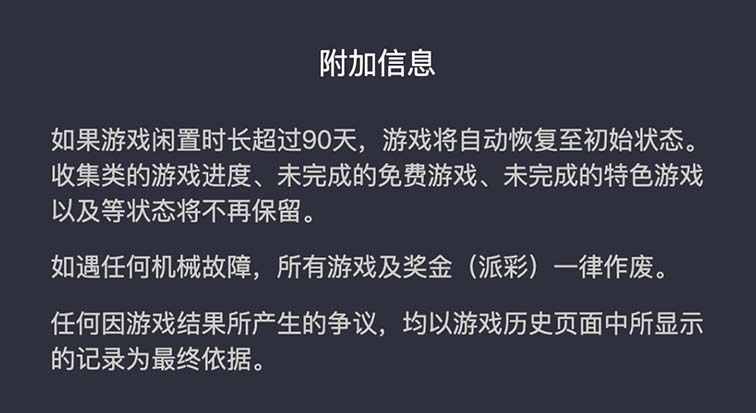 附加信息
如果游戏闲置时长超过90天，游戏将自动恢复至初始状态。
收集类的游戏进度、未完成的免费游戏、未完成的特色游戏
以及等状态将不再保留。
如遇任何机械故障，所有游戏及奖金（派彩）一律作废。
任何因游戏结果所产生的争议，均以游戏历史页面中所显示
的记录为最终依据。